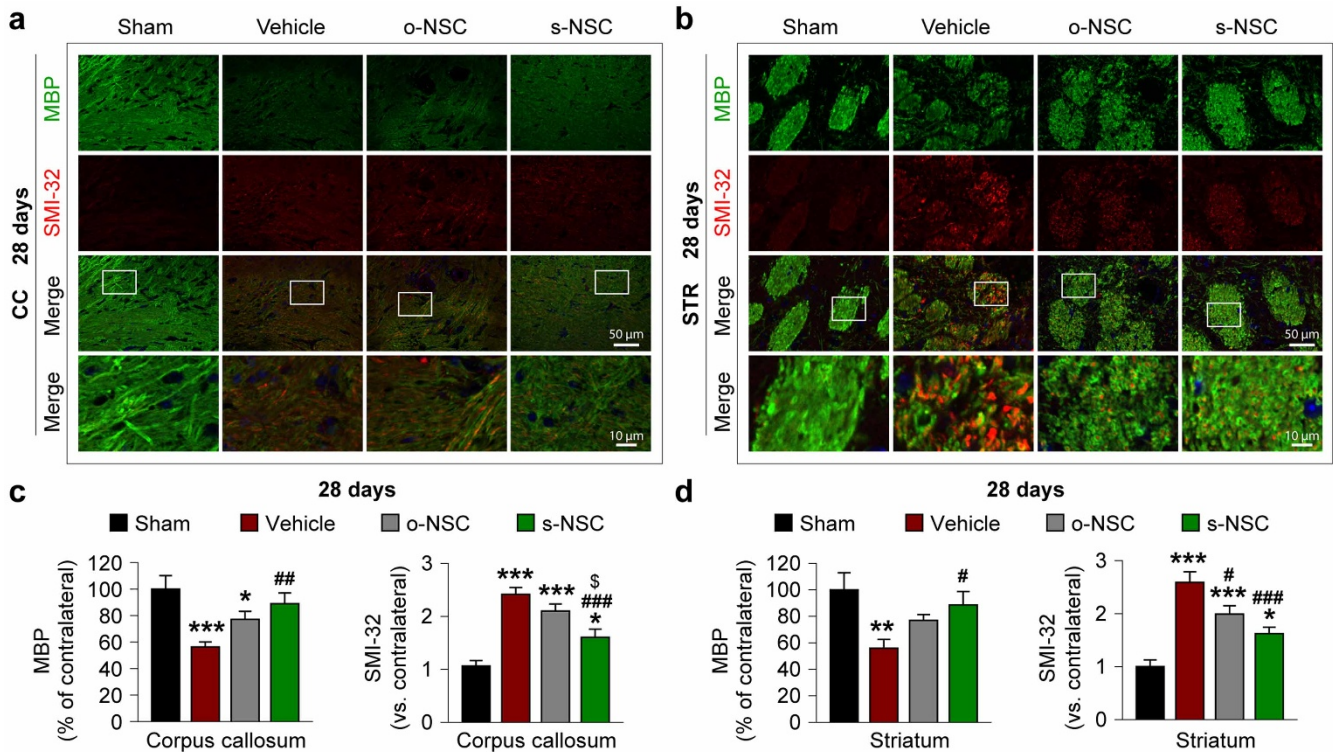 a
Sham Vehicle o-NSC s-NSC
CC
28 days
MBP
SMI-32
Merge
50 µm
Merge
10 µm
b
Sham Vehicle o-NSC s-NSC
STR
28 days
MBP
SMI-32
Merge
50 µm
Merge
10 µm
c
28 days
Sham Vehicle o-NSC s-NSC
MBP
(% of contralateral)
120
100
80
60
40
20
0
***
*
##
Corpus callosum
SMI-32
(vs. contralateral)
3
2
1
0
***
***
$
###
*
Corpus callosum
d
28 days
Sham Vehicle o-NSC s-NSC
MBP
(% of contralateral)
120
100
80
60
40
20
0
**
#
Striatum
SMI-32
(vs. contralateral)
3
2
1
0
***
#
***
###
*
Striatum